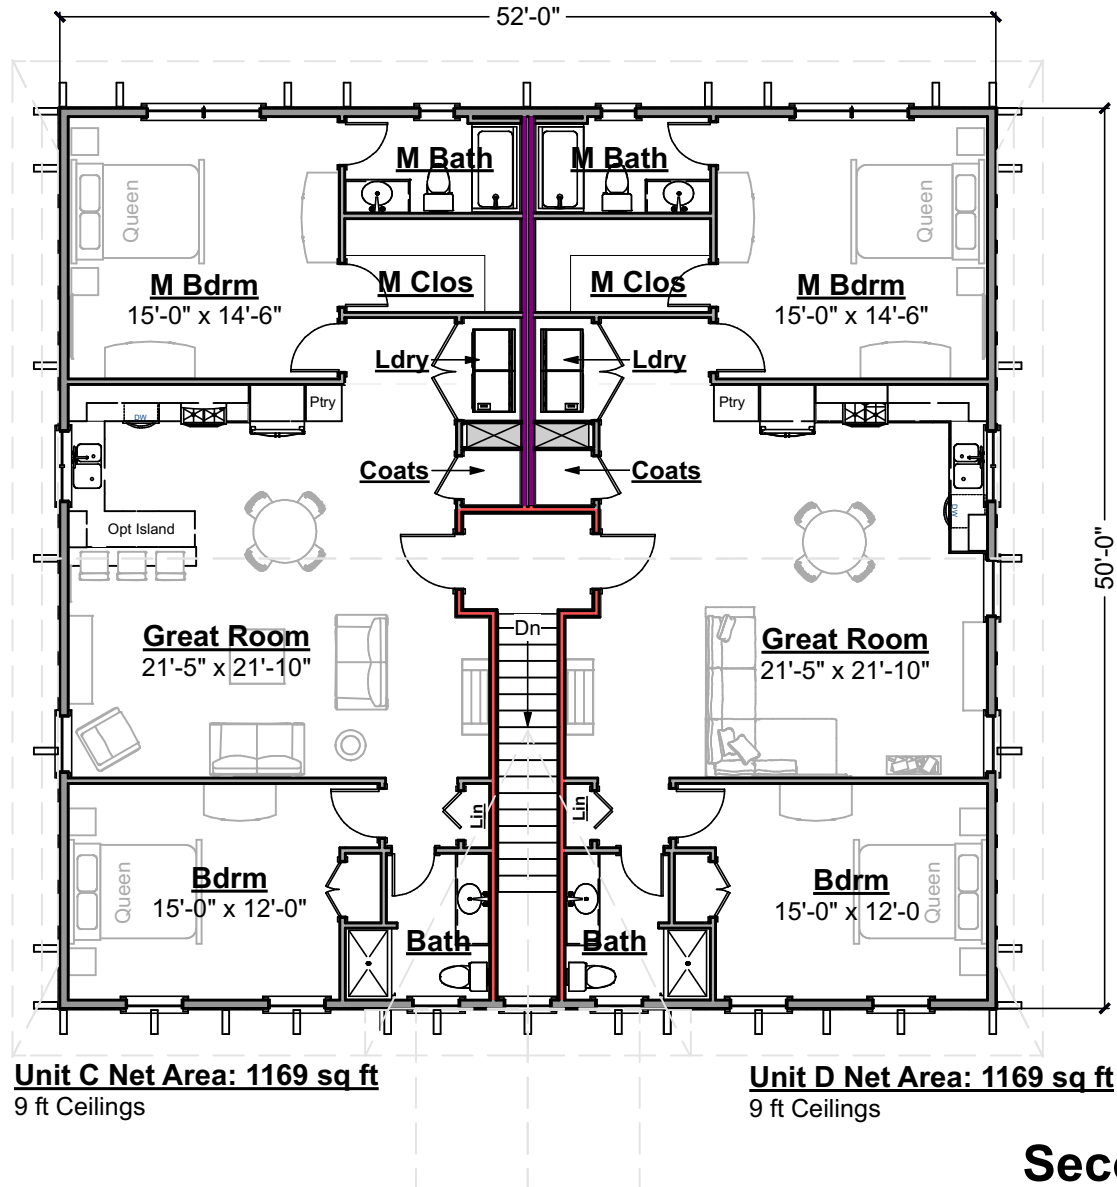 52'-0"
M Bath
M Bath
Queen
Queen
M Bdrm
15'-0" x 14'-6"
M Clos
M Clos
M Bdrm
15'-0" x 14'-6"
Ldry
Ldry
Ptry
Ptry
DW
Coats
Coats
DW
Opt Island
50'-0"
Dn
Great Room
21'-5" x 21'-10"
Great Room
21'-5" x 21'-10"
Lin
Lin
Queen
Bdrm
15'-0" x 12'-0"
Bdrm
15'-0" x 12'-0
Queen
Bath
Bath
Unit C Net Area: 1169 sq ft
9 ft Ceilings
Unit D Net Area: 1169 sq ft
9 ft Ceilings